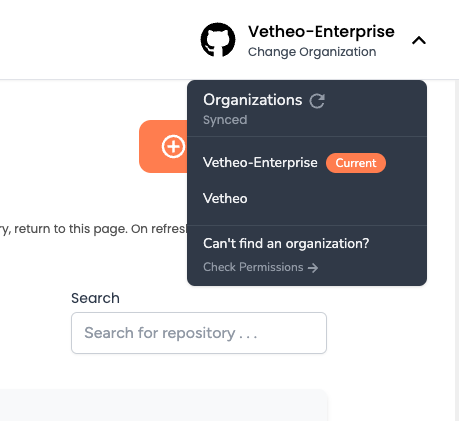 Vetheo-Enterprise
Change Organization
Organizations
Synced
Vetheo-Enterprise Current
Vetheo
ry, return to this page. On refres
Can't find an organization?
Check Permissions →
Search
Search for repository . . .